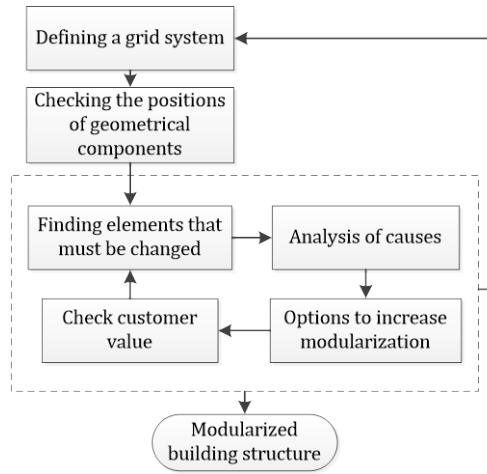 Defining a grid system
Checking the positions
of geometrical
components
Finding elements that
must be changed
Analysis of causes
Check customer
value
Options to increase
modularization
Modularized
building structure